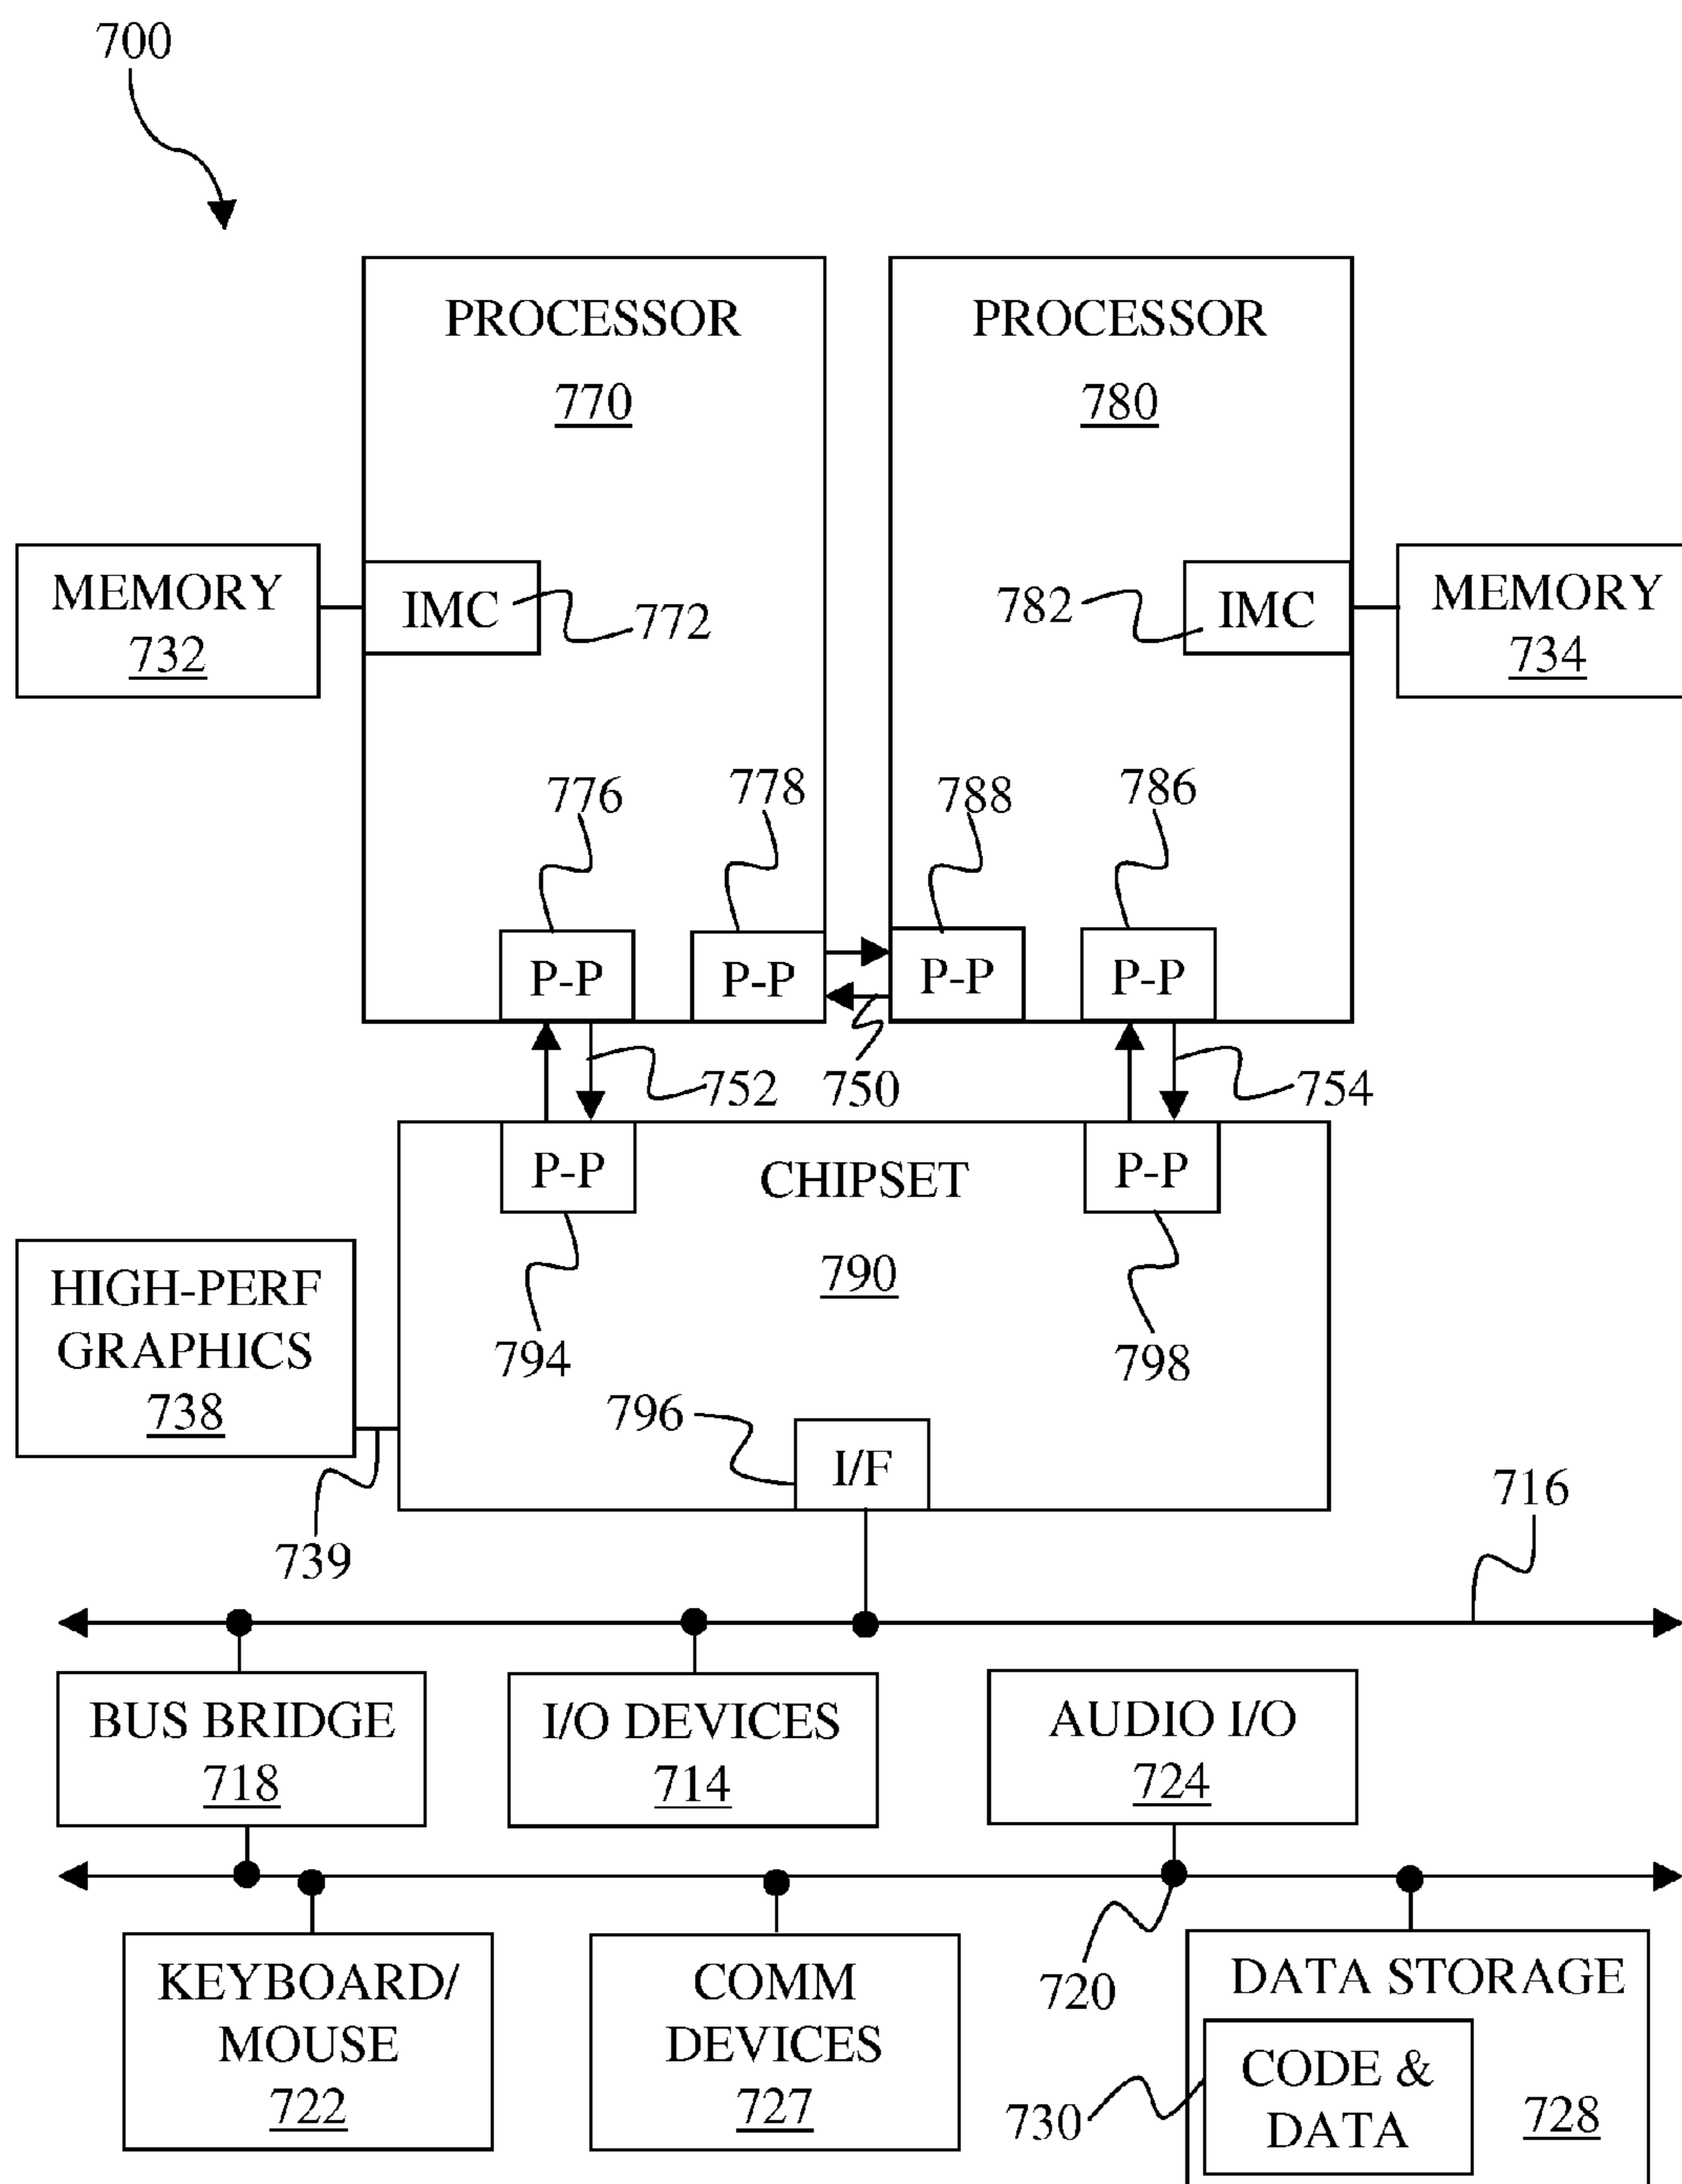 700
PROCESSOR
770
PROCESSOR
780
MEMORY
732
IMC
772
782
IMC
MEMORY
734
776
778
788
786
P-P
P-P
P-P
P-P
752
750
754
P-P
CHIPSET
P-P
790
HIGH-PERF
GRAPHICS
738
794
798
796
I/F
739
716
BUS BRIDGE
718
I/O DEVICES
714
AUDIO I/O
724
720
KEYBOARD/
MOUSE
722
COMM
DEVICES
727
DATA STORAGE
CODE &
DATA
730
728